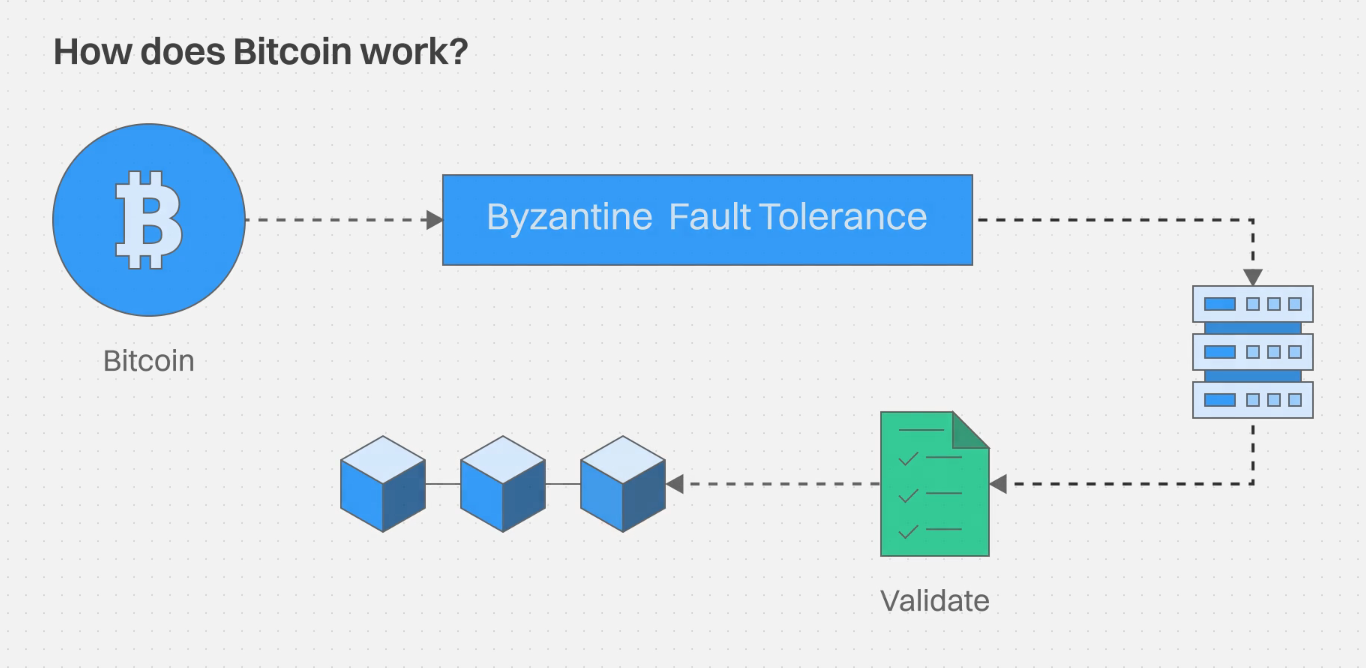 How does Bitcoin work?
Byzantine Fault Tolerance
Bitcoin
Validate